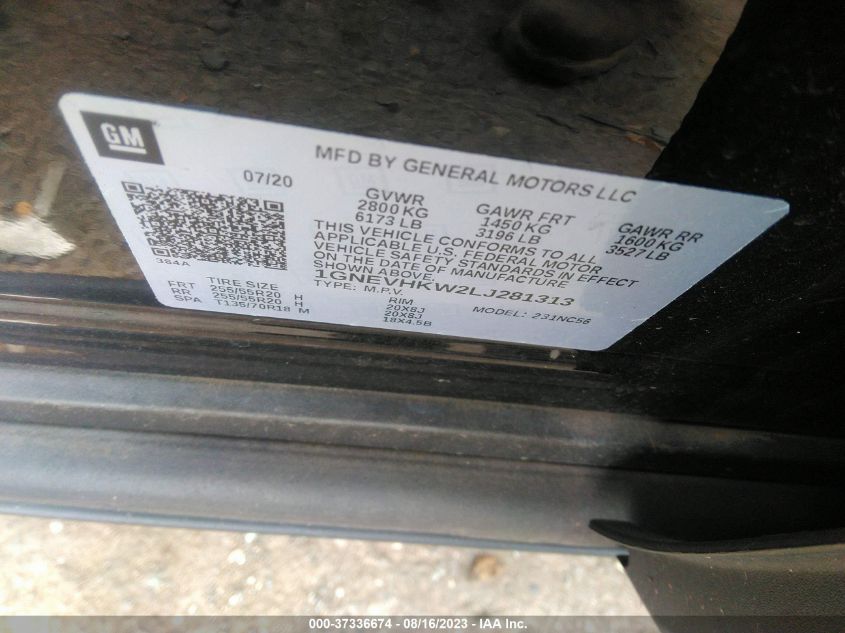 GM
MFD BY GENERAL MOTORS LLC
07/20
GVWR
2800 KG
6173 LB
GAWR FRT
1450 KG
3196 LB
GAWR RR
1600 KG
3527 LB
THIS VEHICLE CONFORMS TO ALL
APPLICABLE U.S. FEDERAL MOTOR
VEHICLE SAFETY STANDARDS IN EFFECT
ON THE DATE OF MANUFACTURE
SHOWN ABOVE.
1GNEVHKW2LJ281313
TYPE: M.P.V.
MODEL: 231NC56
3S4A
TIRE SIZE
RIM
FRT 255/55R20 H 20X8J
RR 255/55R20 H 20X8J
SPA T135/70R18 M 18X4.5B
000-37336674 - 08/16/2023 - IAA Inc.